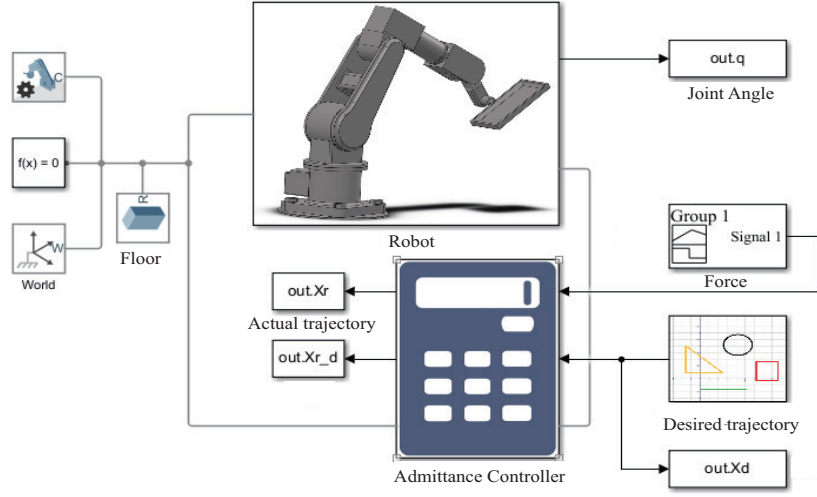 C
out.q
Joint Angle
f(x) = 0
R
Group 1
Signal 1
W
Floor
Robot
World
Force
out.Xr
Actual trajectory
out.Xr_d
Desired trajectory
Admittance Controller
out.Xd